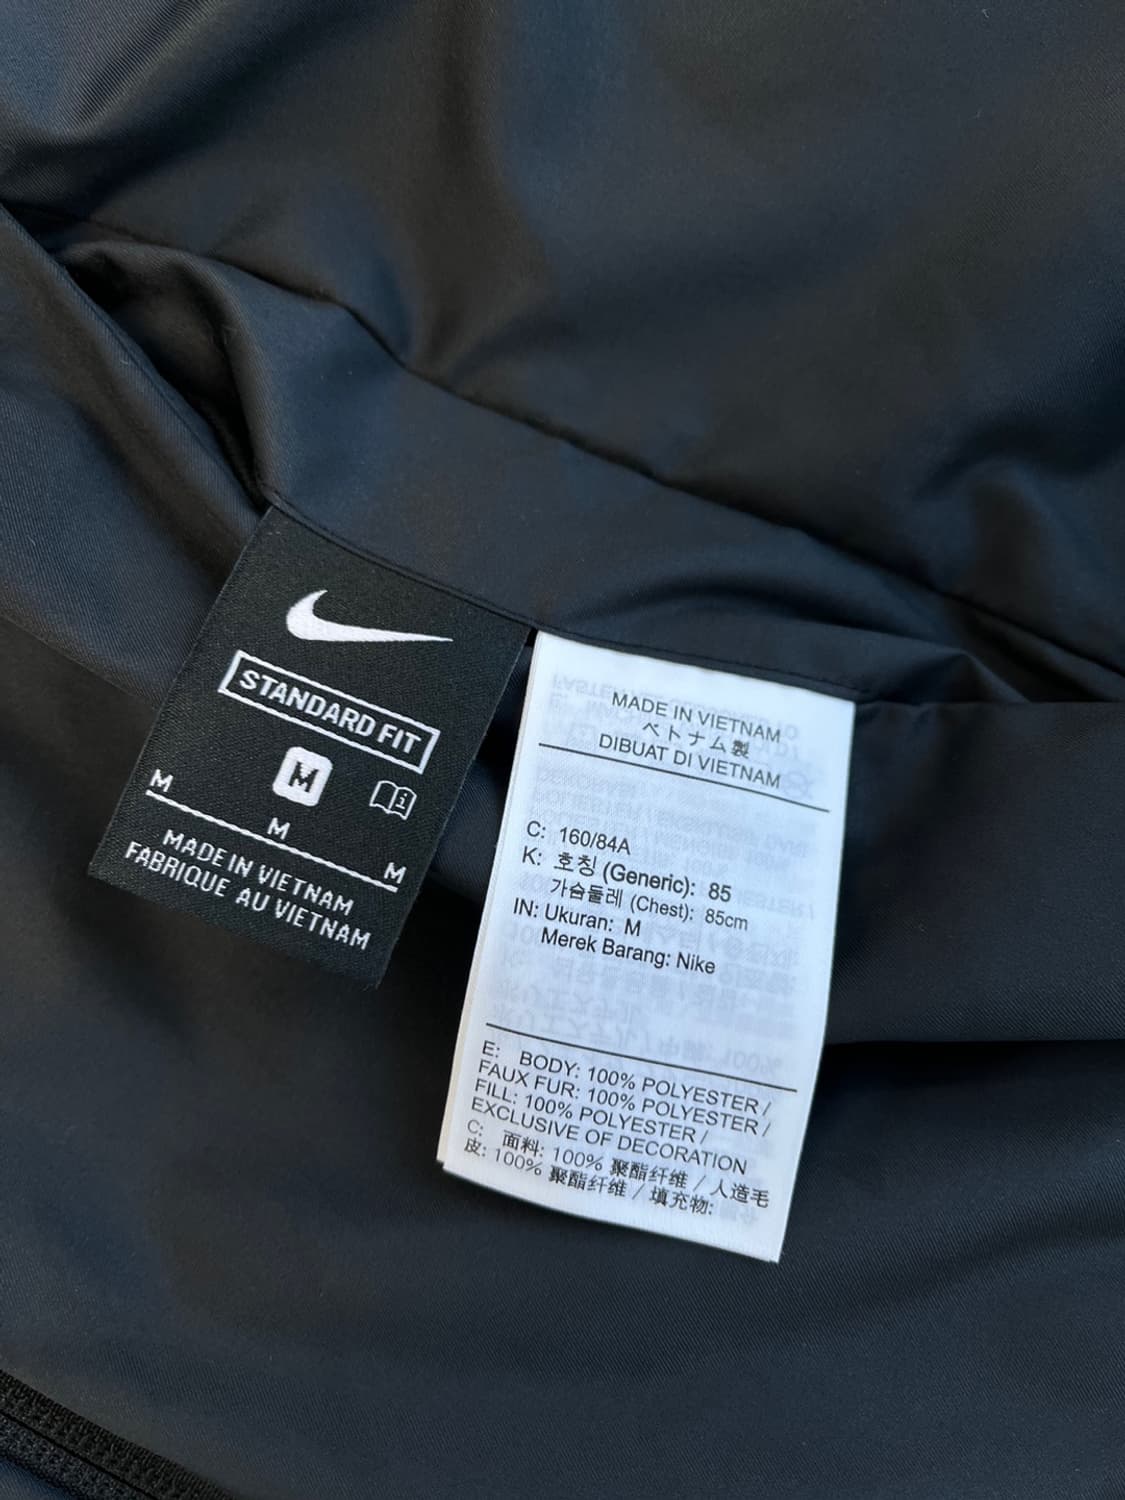 STANDARD FIT
M
M
M
M
MADE IN VIETNAM
FABRIQUE AU VIETNAM
MADE IN VIETNAM
ベトナム製
DIBUAT DI VIETNAM
C: 160/84A
K: 호칭 (Generic): 85
가슴둘레 (Chest): 85cm
IN: Ukuran: M
Merek Barang: Nike
E: BODY: 100% POLYESTER /
FAUX FUR: 100% POLYESTER /
FILL: 100% POLYESTER /
EXCLUSIVE OF DECORATION
C: 面料: 100% 聚酯纤维 / 人造毛
皮: 100% 聚酯纤维 / 填充物: